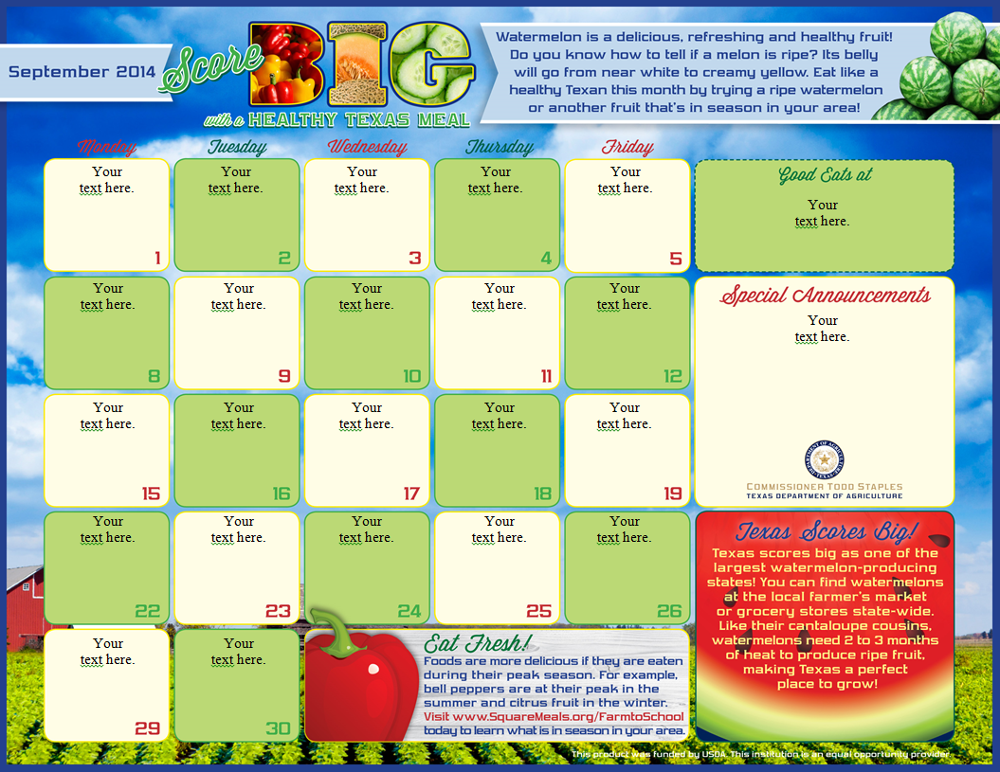 September 2014
Score
BIG
with a HEALTHY TEXAS MEAL
Watermelon is a delicious, refreshing and healthy fruit!
Do you know how to tell if a melon is ripe? Its belly
will go from near white to creamy yellow. Eat like a
healthy Texan this month by trying a ripe watermelon
or another fruit that's in season in your area!
Monday Tuesday Wednesday Thursday Friday
Your
text here.
1
Your
text here.
2
Your
text here.
3
Your
text here.
4
Your
text here.
5
Good Eats at
Your
text here.
Your
text here.
8
Your
text here.
9
Your
text here.
10
Your
text here.
11
Your
text here.
12
Special Announcements
Your
text here.
DEPARTMENT OF AGRICULTURE
TEXAS
COMMISSIONER TODD STAPLES
TEXAS DEPARTMENT OF AGRICULTURE
Your
text here.
15
Your
text here.
16
Your
text here.
17
Your
text here.
18
Your
text here.
19
Your
text here.
22
Your
text here.
23
Your
text here.
24
Your
text here.
25
Your
text here.
26
Texas Scores Big!
Texas scores big as one of the
largest watermelon-producing
states! You can find watermelons
at the local farmer's market
or grocery stores state-wide.
Like their cantaloupe cousins,
watermelons need 2 to 3 months
of heat to produce ripe fruit,
making Texas a perfect
place to grow!
Your
text here.
29
Your
text here.
30
Eat Fresh!
Foods are more delicious if they are eaten
during their peak season. For example,
bell peppers are at their peak in the
summer and citrus fruit in the winter.
Visit www.SquareMeals.org/FarmtoSchool
today to learn what is in season in your area.
This product was funded by USDA. This institution is an equal opportunity provider.